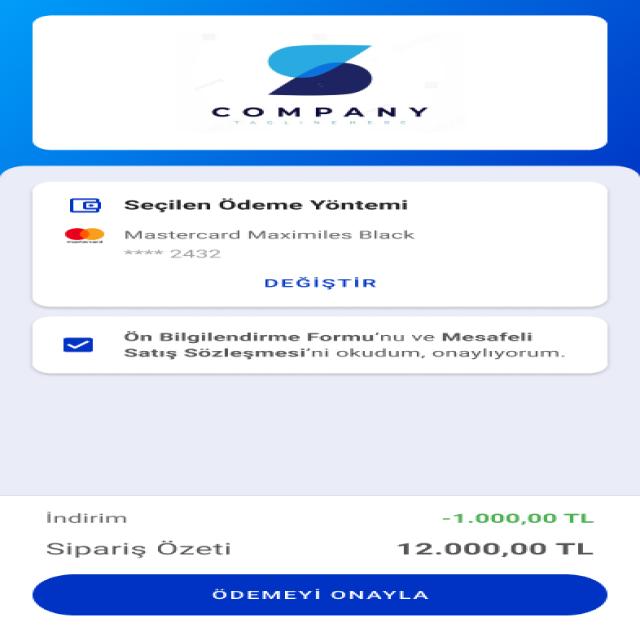 COMPANY
TAGLINE HERE
Seçilen Ödeme Yöntemi
mastercard
Mastercard Maximiles Black
**** 2432
DEĞİŞTİR
Ön Bilgilendirme Formu'nu ve Mesafeli
Satış Sözleşmesi'ni okudum, onaylıyorum.
İndirim -1.000,00 TL
Sipariş Özeti 12.000,00 TL
ÖDEMEYİ ONAYLA